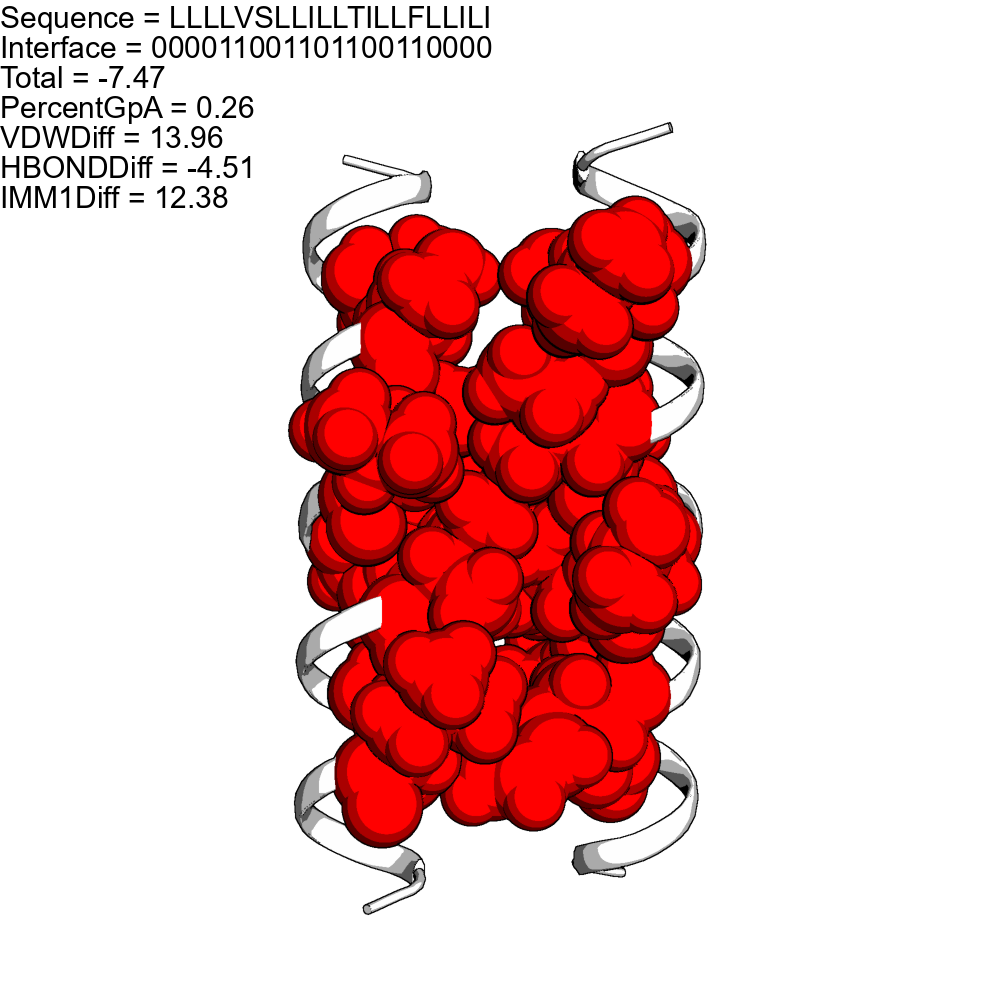 Sequence = LLLLVSLLILLTILLFLLILI
Interface = 000011001101100110000
Total = -7.47
PercentGpA = 0.26
VDWDiff = 13.96
HBONDDiff = -4.51
IMM1Diff = 12.38